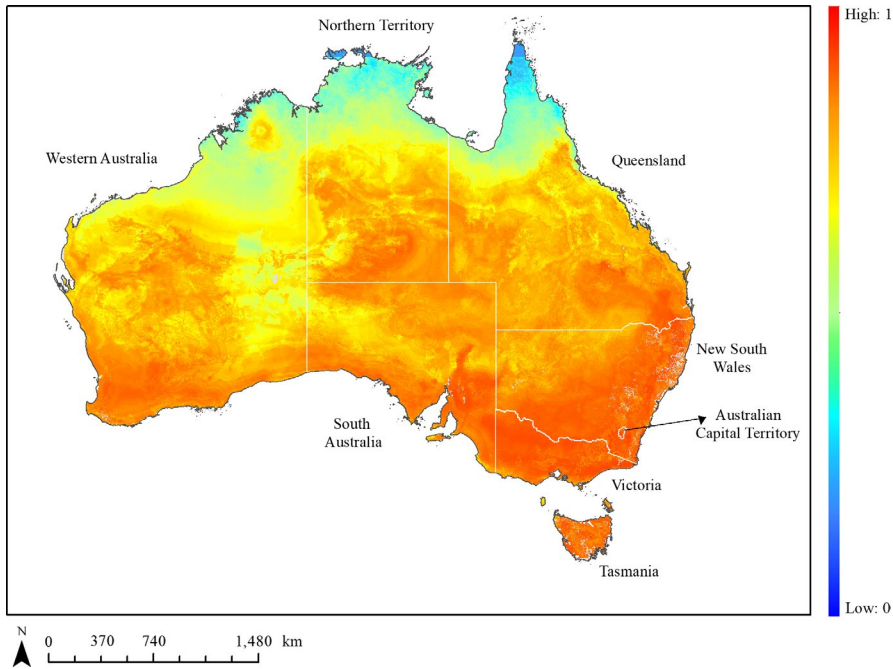 Northern Territory
High: 1
Western Australia
Queensland
New South
Wales
South
Australia
Australian
Capital Territory
Victoria
Tasmania
Low: 0
N
0 370 740 1,480 km